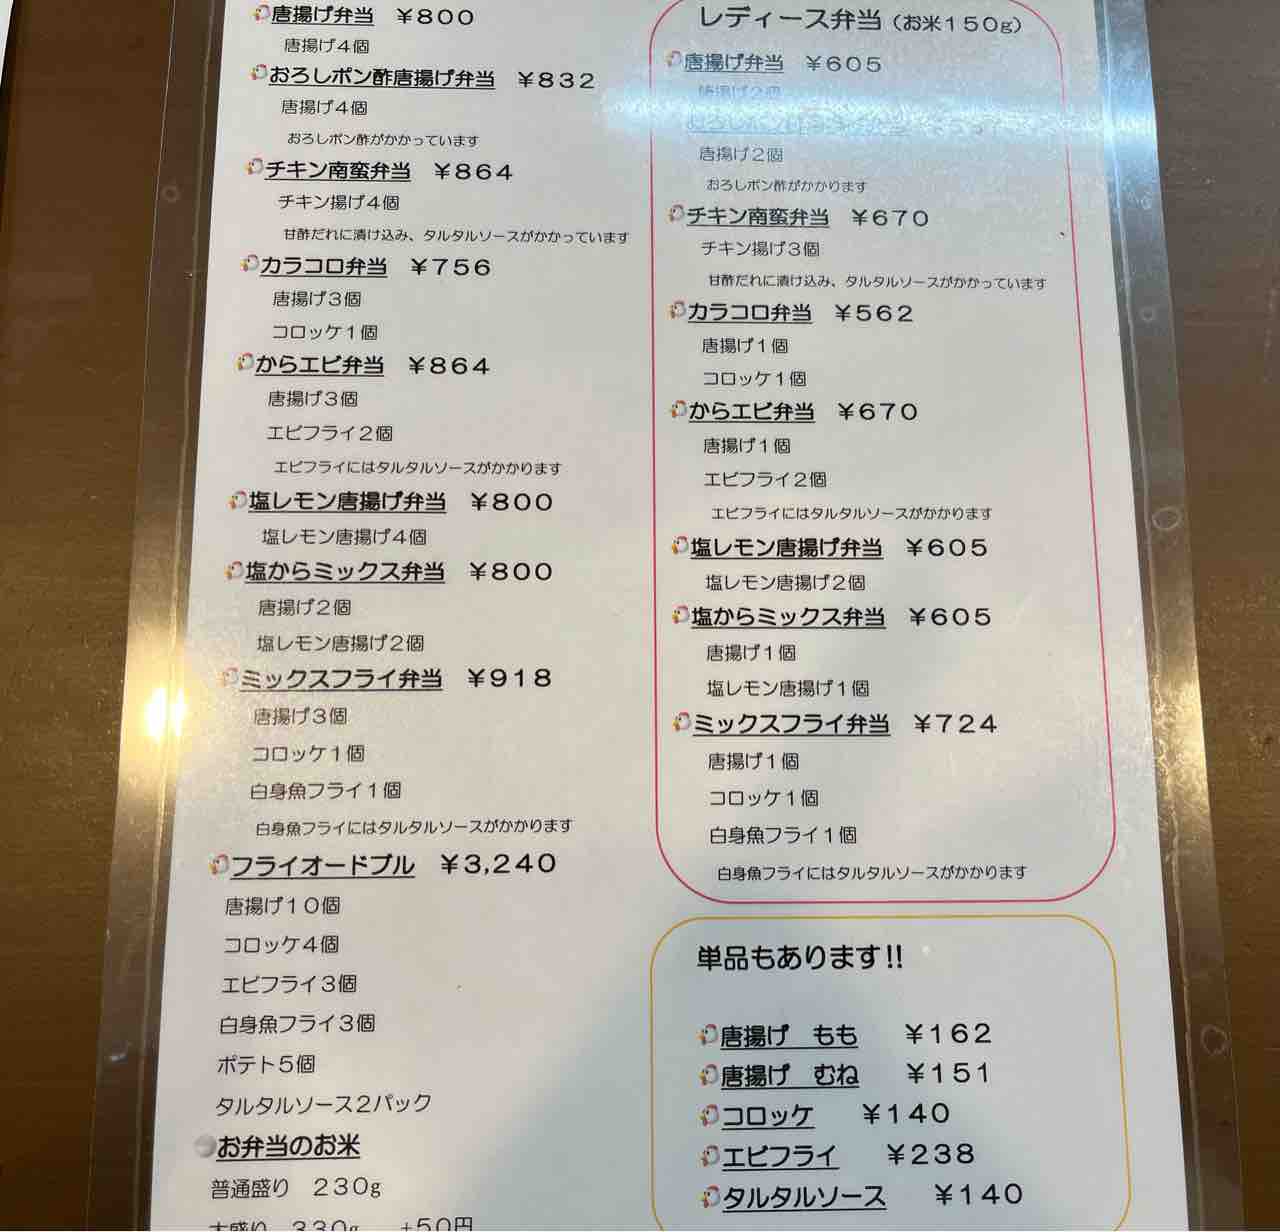 唐揚げ弁当 ¥800
唐揚げ4個
おろしポン酢唐揚げ弁当 ¥832
唐揚げ4個
おろしポン酢がかかっています
チキン南蛮弁当 ¥864
チキン揚げ4個
甘酢だれに漬け込み、タルタルソースがかかっています
カラコロ弁当 ¥756
唐揚げ3個
コロッケ1個
からエビ弁当 ¥864
唐揚げ3個
エビフライ2個
エビフライにはタルタルソースがかかります
塩レモン唐揚げ弁当 ¥800
塩レモン唐揚げ4個
塩からミックス弁当 ¥800
唐揚げ2個
塩レモン唐揚げ2個
ミックスフライ弁当 ¥918
唐揚げ3個
コロッケ1個
白身魚フライ1個
白身魚フライにはタルタルソースがかかります
フライオードブル ¥3,240
唐揚げ10個
コロッケ4個
エビフライ3個
白身魚フライ3個
ポテト5個
タルタルソース2パック
お弁当のお米
普通盛り 230g
大盛り 330g +50円
レディース弁当(お米150g)
唐揚げ弁当 ¥605
唐揚げ2個
おろしポン酢
唐揚げ2個
おろしポン酢がかかります
チキン南蛮弁当 ¥670
チキン揚げ3個
甘酢だれに漬け込み、タルタルソースがかかっています
カラコロ弁当 ¥562
唐揚げ1個
コロッケ1個
からエビ弁当 ¥670
唐揚げ1個
エビフライ2個
エビフライにはタルタルソースがかかります
塩レモン唐揚げ弁当 ¥605
塩レモン唐揚げ2個
塩からミックス弁当 ¥605
唐揚げ1個
塩レモン唐揚げ1個
ミックスフライ弁当 ¥724
唐揚げ1個
コロッケ1個
白身魚フライ1個
白身魚フライにはタルタルソースがかかります
単品もあります!!
唐揚げ もも ¥162
唐揚げ むね ¥151
コロッケ ¥140
エビフライ ¥238
タルタルソース ¥140